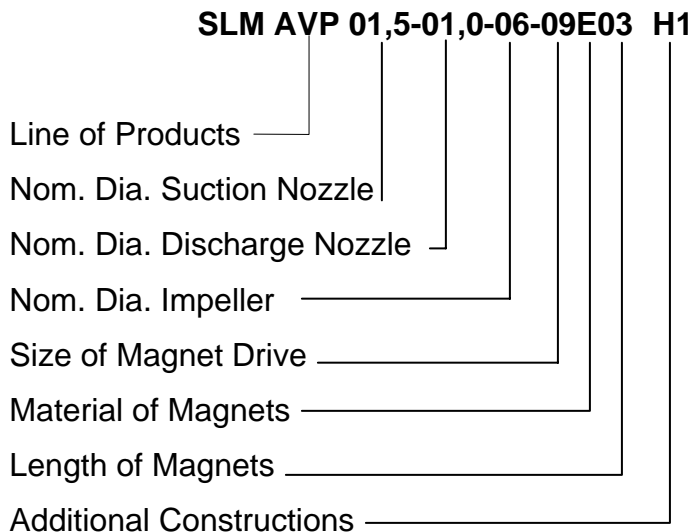 SLM AVP 01,5-01,0-06-09E03 H1
Line of Products
Nom. Dia. Suction Nozzle
Nom. Dia. Discharge Nozzle
Nom. Dia. Impeller
Size of Magnet Drive
Material of Magnets
Length of Magnets
Additional Constructions